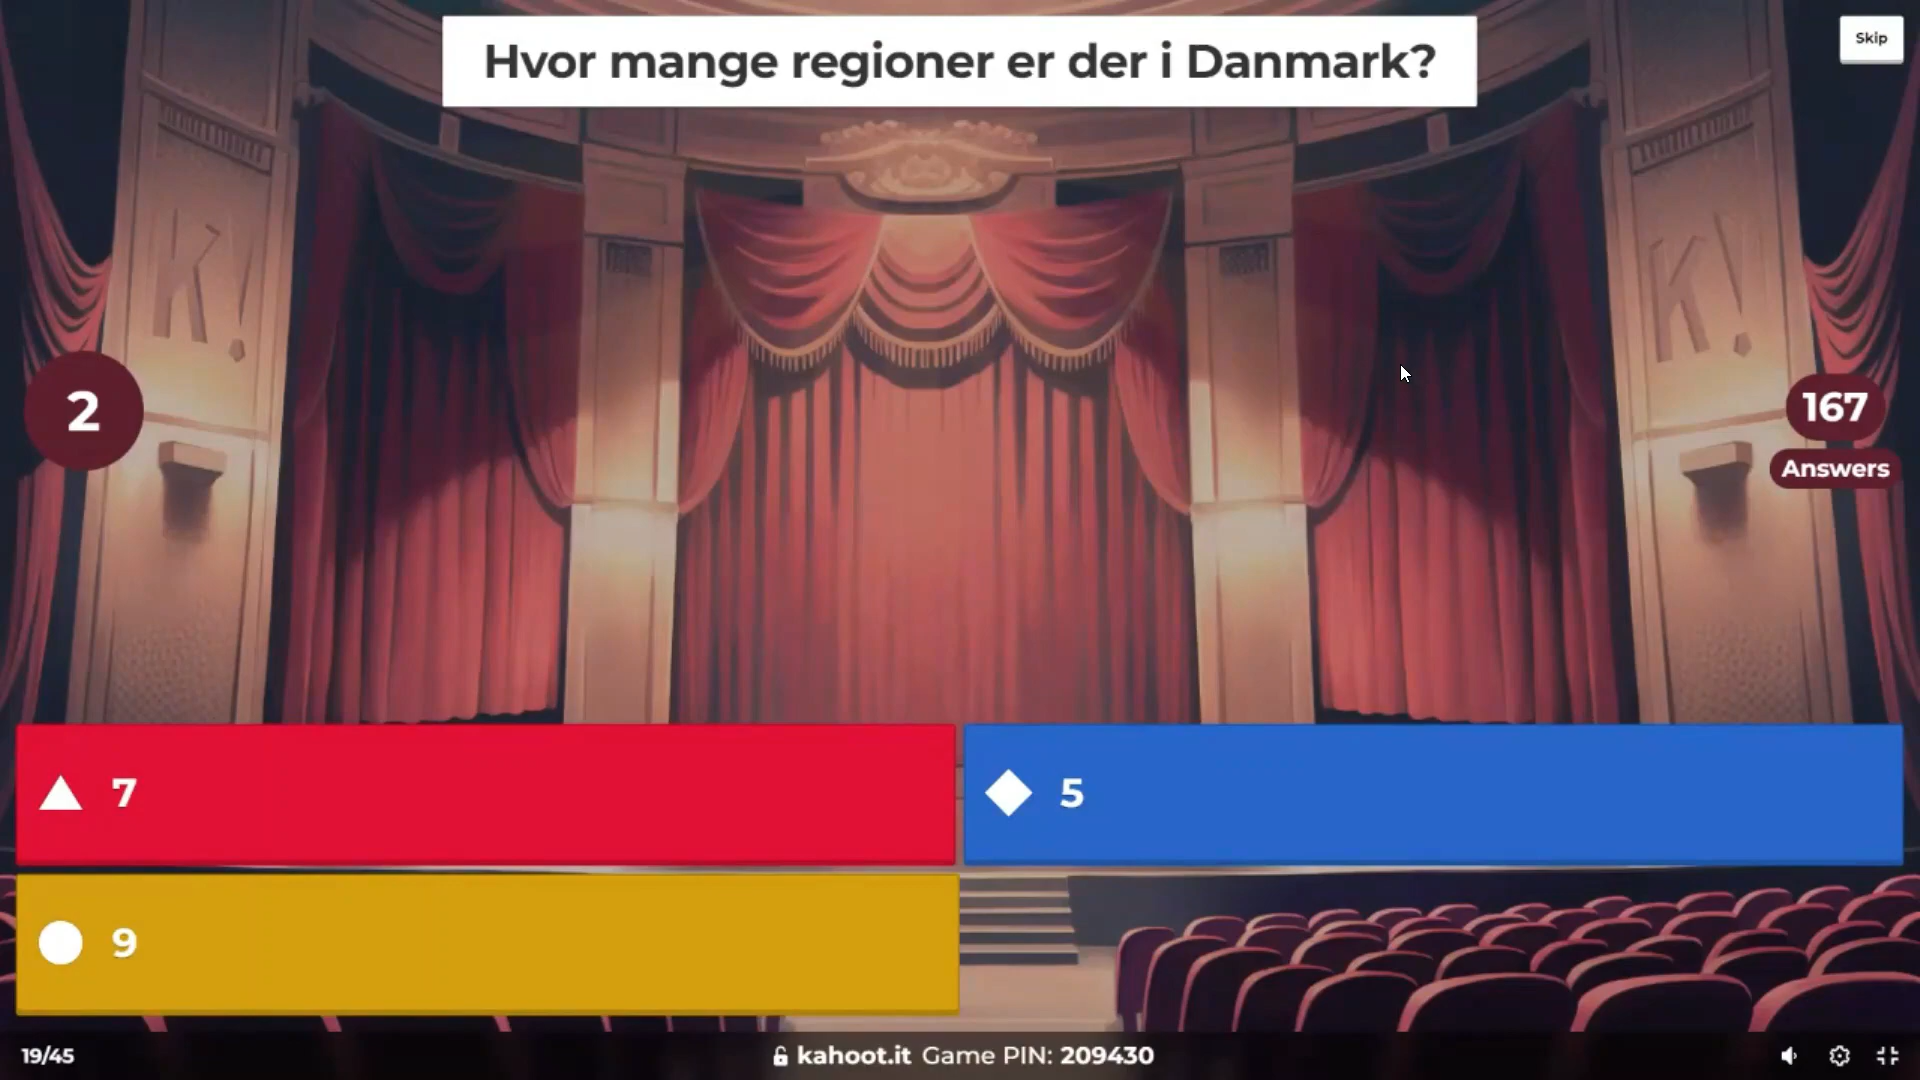 Hvor mange regioner er der i Danmark?
Skip
K!
K!
2
167
Answers
7
5
9
19/45
kahoot.it Game PIN: 209430